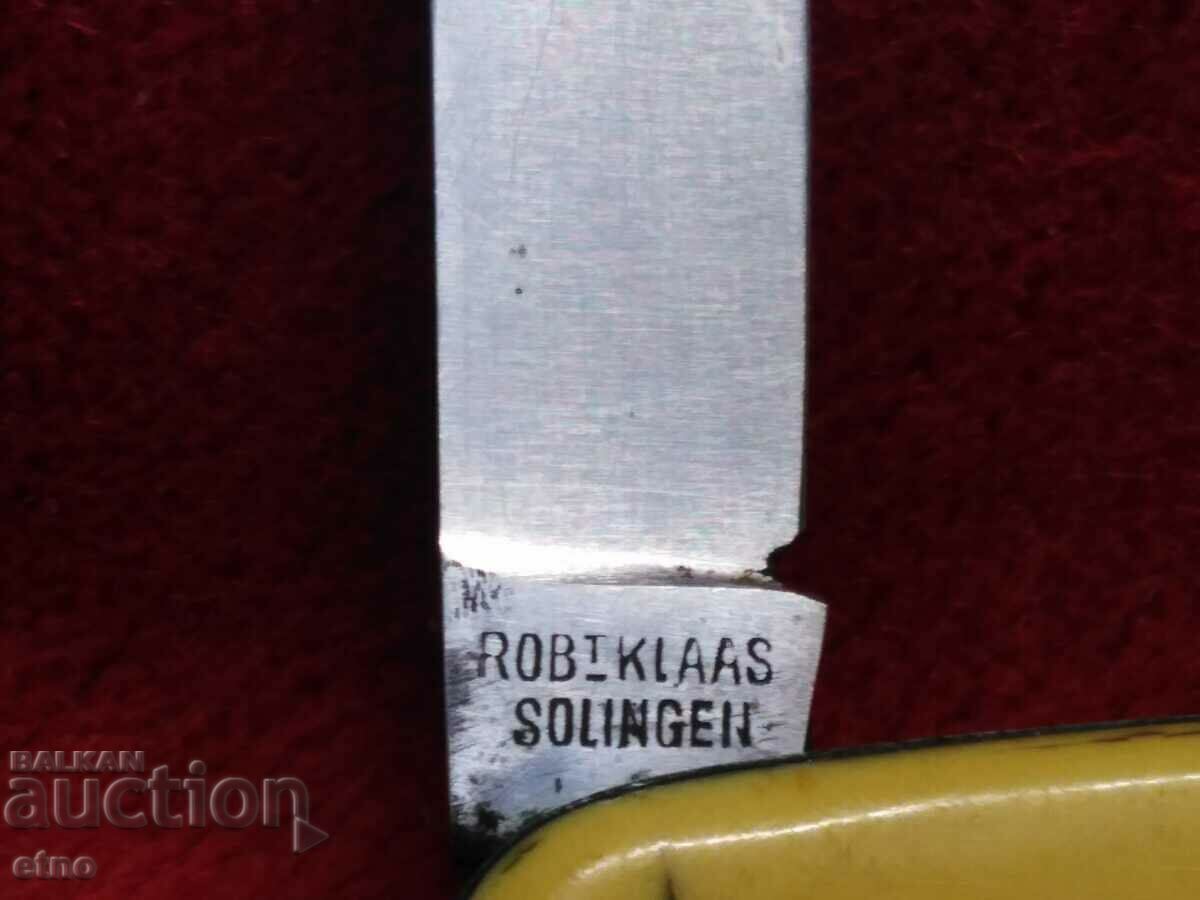 ROBᵀ KLAAS
SOLINGEN
BALKAN
auction
etno